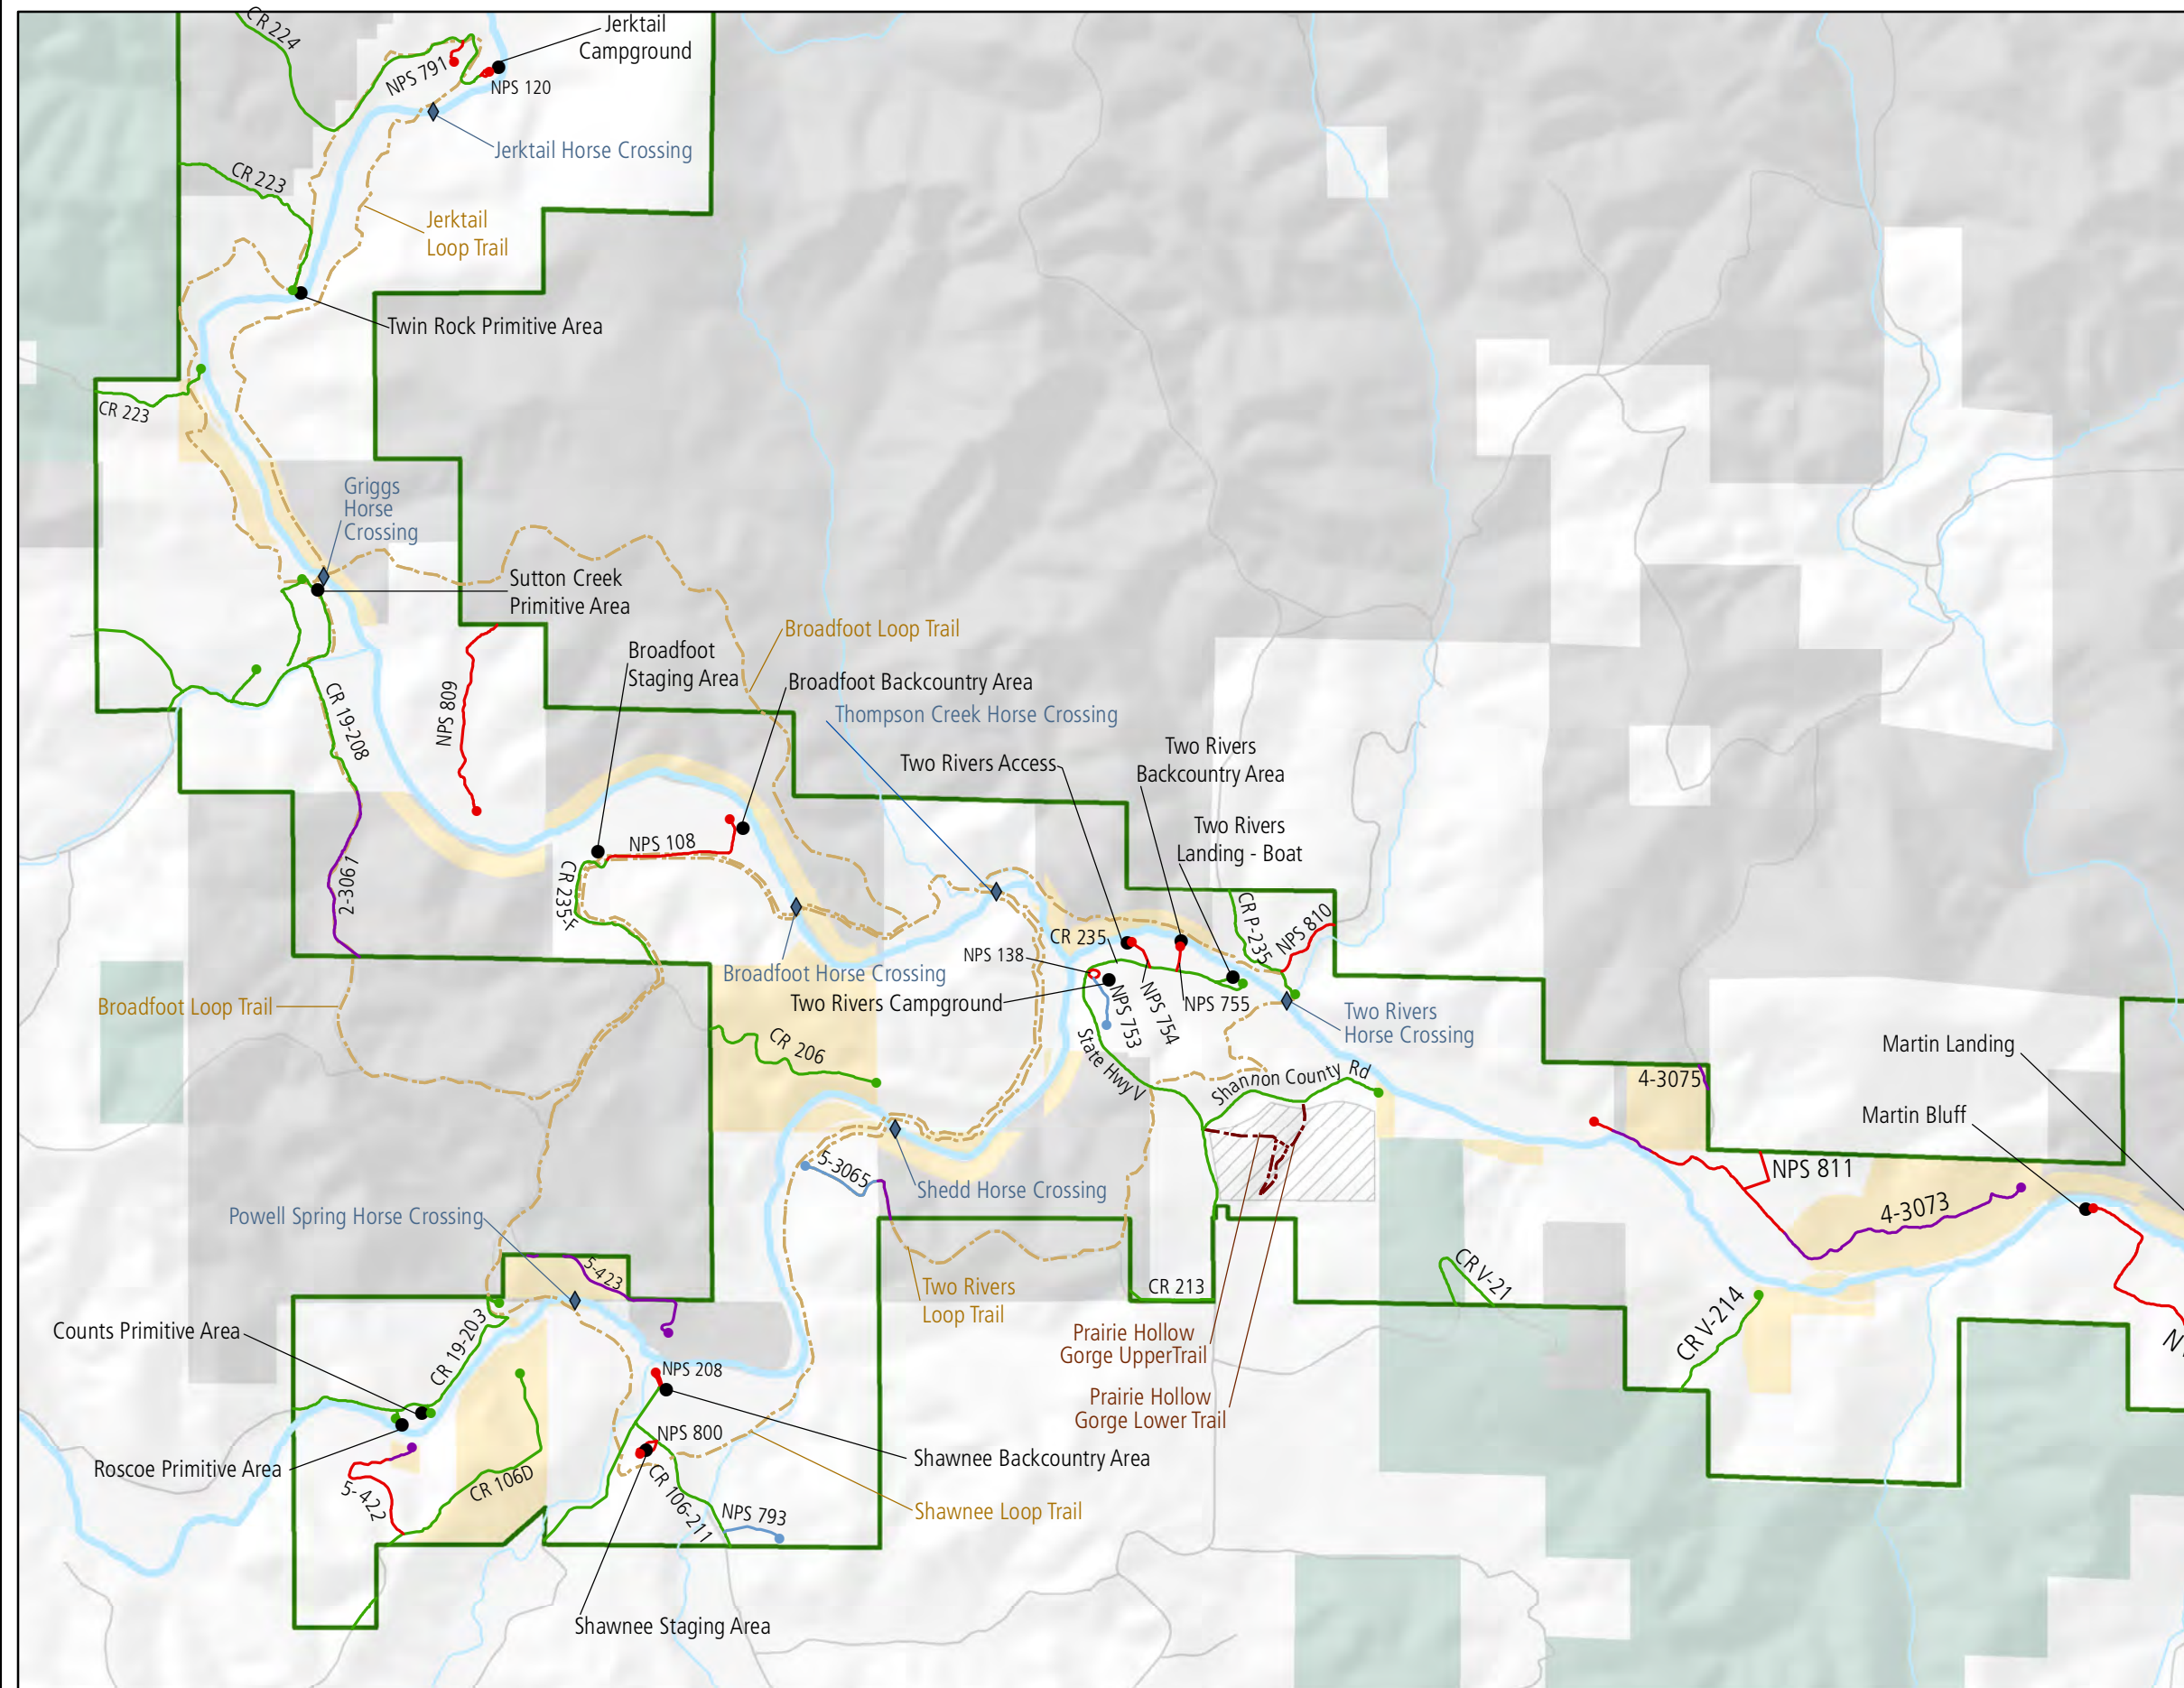 CR 224
Jerktail
Campground
NPS 791
NPS 120
Jerktail Horse Crossing
CR 223
Jerktail
Loop Trail
Twin Rock Primitive Area
CR 223
Griggs
Horse
Crossing
Sutton Creek
Primitive Area
Broadfoot Loop Trail
Broadfoot
Staging Area
Broadfoot Backcountry Area
Thompson Creek Horse Crossing
CR 19-208
NPS 809
Two Rivers Access
Two Rivers
Backcountry Area
Two Rivers
Landing - Boat
NPS 108
2-3061
CR 235-F
CR P-235
NPS 810
CR 235
NPS 138
Broadfoot Horse Crossing
Two Rivers Campground
NPS 753
NPS 754
NPS 755
Broadfoot Loop Trail
Two Rivers
Horse Crossing
CR 206
State Hwy V
Shannon County Rd
Martin Landing
4-3075
Martin Bluff
NPS 811
5-3065
Shedd Horse Crossing
4-3073
Powell Spring Horse Crossing
5-423
Two Rivers
Loop Trail
CR 213
CR V-21
Counts Primitive Area
CR 19-203
Prairie Hollow
Gorge UpperTrail
CR V-214
NPS 208
Prairie Hollow
Gorge Lower Trail
NPS 800
Shawnee Backcountry Area
Roscoe Primitive Area
5-422
CR 106D
CR 106-211
NPS 793
Shawnee Loop Trail
Shawnee Staging Area